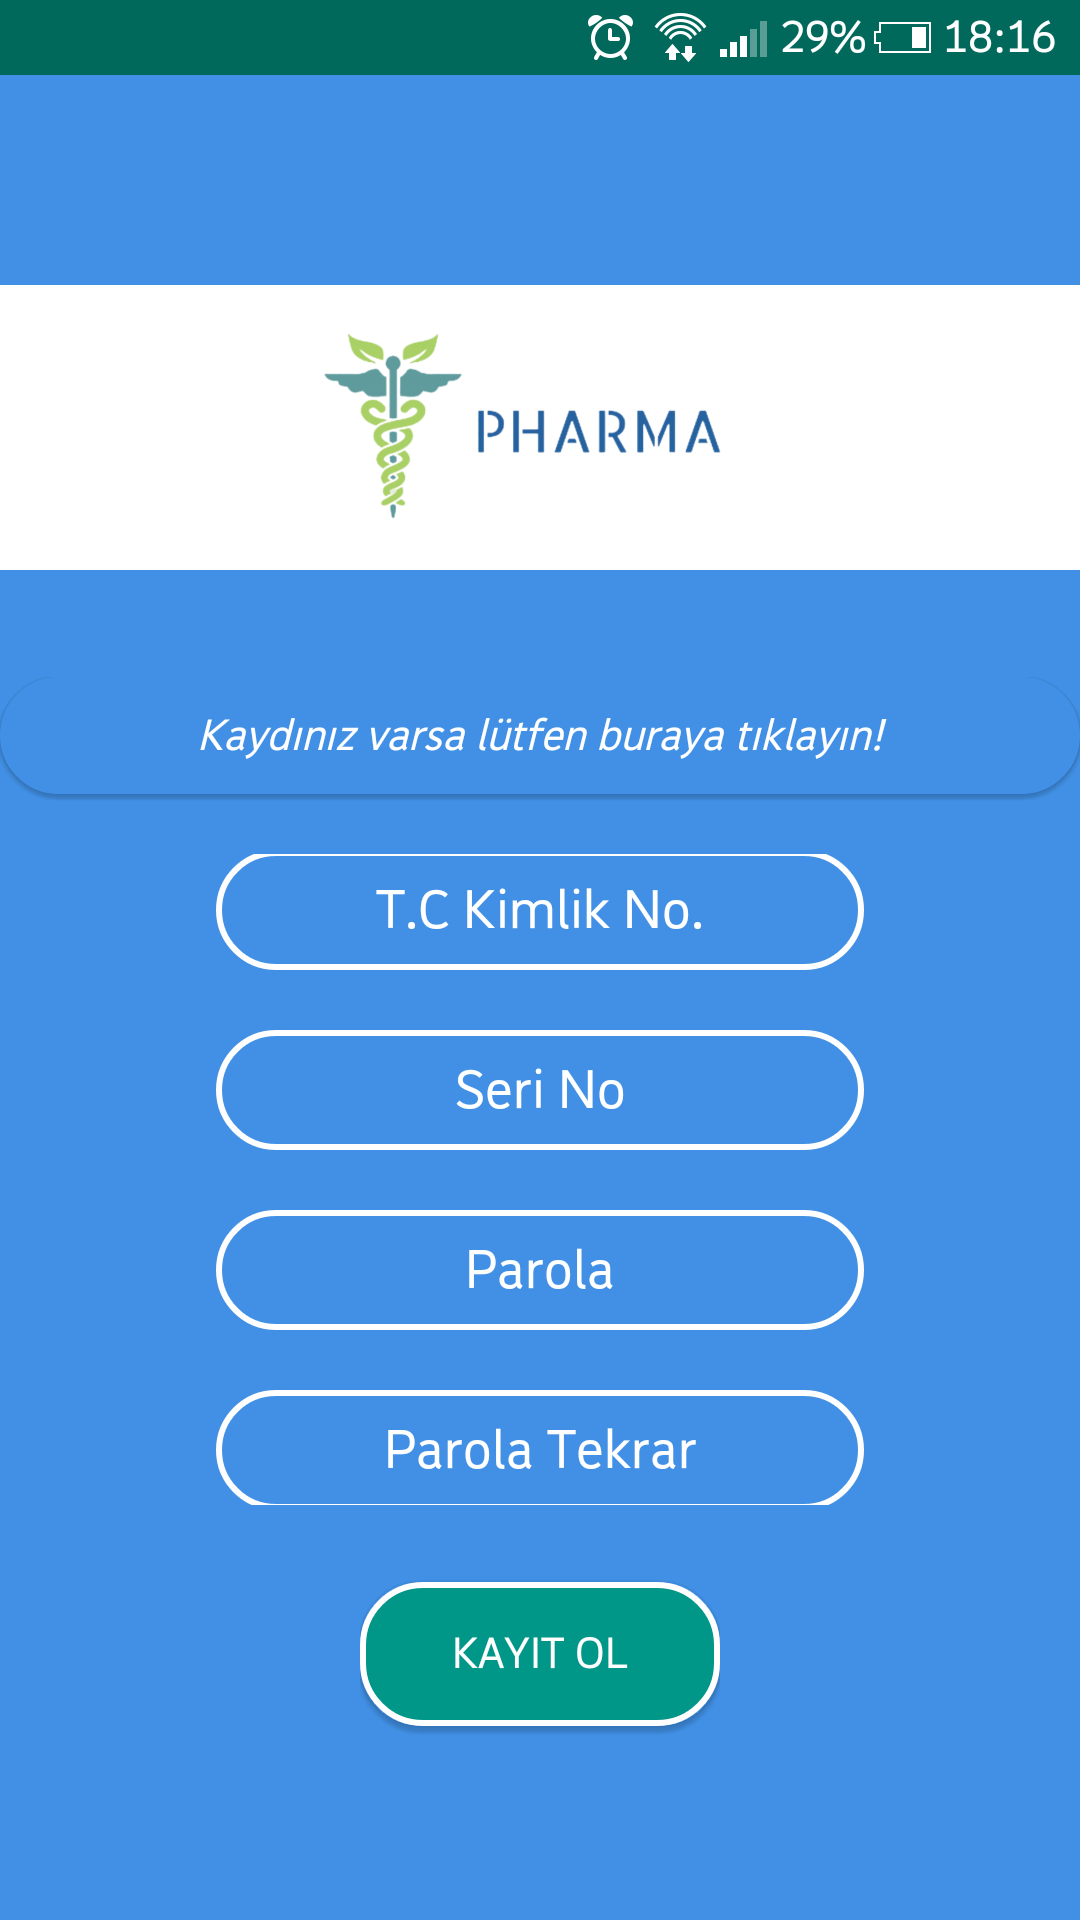 29% 18:16
PHARMA
Kaydınız varsa lütfen buraya tıklayın!
T.C Kimlik No.
Seri No
Parola
Parola Tekrar
KAYIT OL